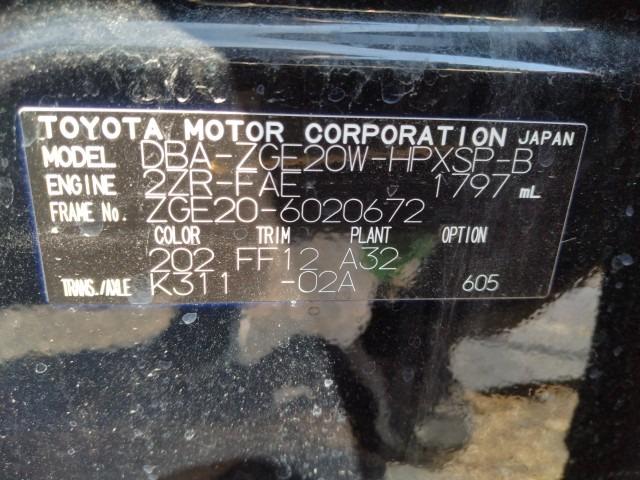 TOYOTA MOTOR CORPORATION JAPAN
MODEL DBA-ZGE20W-HPXSP-B
ENGINE 2ZR-FAE 1797 mL
FRAME No. ZGE20-6020672
COLOR TRIM PLANT OPTION
202 FF12 A32
TRANS./AXLE K311 -02A 605